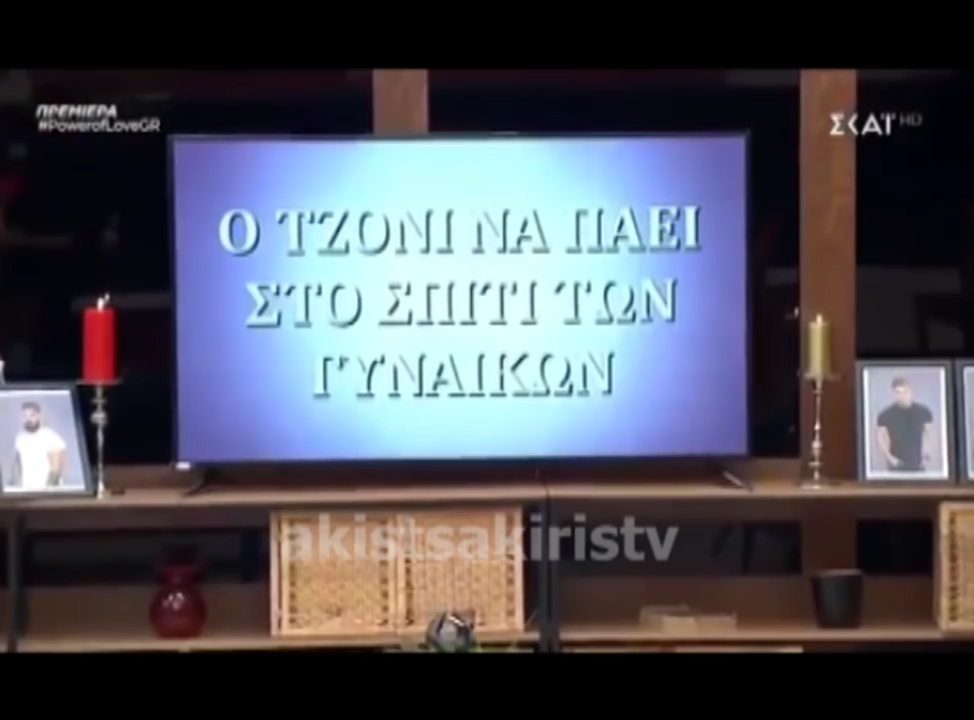 ΠΡΕΜΙΕΡΑ
#PowerofLoveGR
ΣΚΑΪ HD
Ο ΤΖΟΝΙ ΝΑ ΠΑΕΙ
ΣΤΟ ΣΠΙΤΙ ΤΩΝ
ΓΥΝΑΙΚΩΝ
akistsakiristv